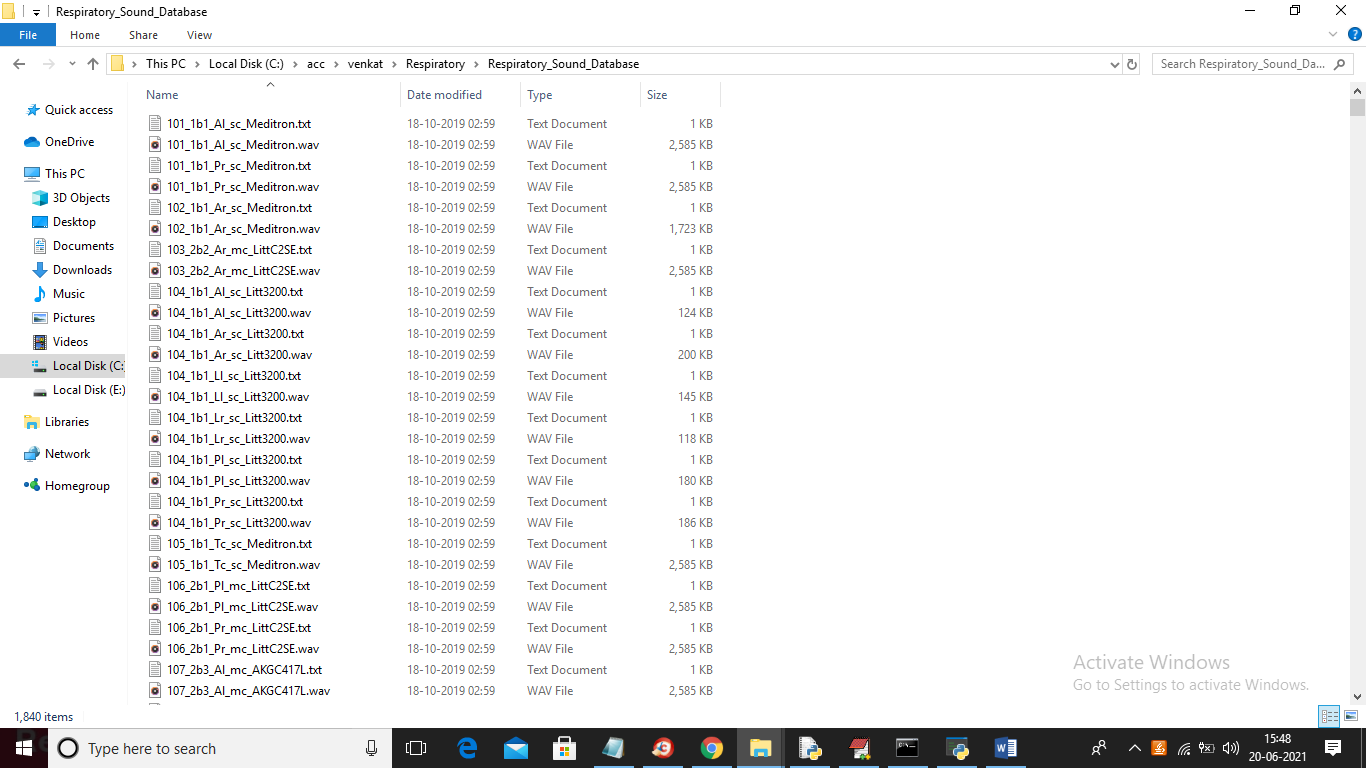 Respiratory_Sound_Database
File Home Share View
This PC Local Disk (C:) acc venkat Respiratory Respiratory_Sound_Database Search Respiratory_Sound_Da...
Name Date modified Type Size
Quick access
OneDrive
This PC
3D Objects
Desktop
Documents
Downloads
Music
Pictures
Videos
Local Disk (C:
Local Disk (E:)
Libraries
Network
Homegroup
101_1b1_Al_sc_Meditron.txt 18-10-2019 02:59 Text Document 1 KB
101_1b1_Al_sc_Meditron.wav 18-10-2019 02:59 WAV File 2,585 KB
101_1b1_Pr_sc_Meditron.txt 18-10-2019 02:59 Text Document 1 KB
101_1b1_Pr_sc_Meditron.wav 18-10-2019 02:59 WAV File 2,585 KB
102_1b1_Ar_sc_Meditron.txt 18-10-2019 02:59 Text Document 1 KB
102_1b1_Ar_sc_Meditron.wav 18-10-2019 02:59 WAV File 1,723 KB
103_2b2_Ar_mc_LittC2SE.txt 18-10-2019 02:59 Text Document 1 KB
103_2b2_Ar_mc_LittC2SE.wav 18-10-2019 02:59 WAV File 2,585 KB
104_1b1_Al_sc_Litt3200.txt 18-10-2019 02:59 Text Document 1 KB
104_1b1_Al_sc_Litt3200.wav 18-10-2019 02:59 WAV File 124 KB
104_1b1_Ar_sc_Litt3200.txt 18-10-2019 02:59 Text Document 1 KB
104_1b1_Ar_sc_Litt3200.wav 18-10-2019 02:59 WAV File 200 KB
104_1b1_Ll_sc_Litt3200.txt 18-10-2019 02:59 Text Document 1 KB
104_1b1_Ll_sc_Litt3200.wav 18-10-2019 02:59 WAV File 145 KB
104_1b1_Lr_sc_Litt3200.txt 18-10-2019 02:59 Text Document 1 KB
104_1b1_Lr_sc_Litt3200.wav 18-10-2019 02:59 WAV File 118 KB
104_1b1_Pl_sc_Litt3200.txt 18-10-2019 02:59 Text Document 1 KB
104_1b1_Pl_sc_Litt3200.wav 18-10-2019 02:59 WAV File 180 KB
104_1b1_Pr_sc_Litt3200.txt 18-10-2019 02:59 Text Document 1 KB
104_1b1_Pr_sc_Litt3200.wav 18-10-2019 02:59 WAV File 186 KB
105_1b1_Tc_sc_Meditron.txt 18-10-2019 02:59 Text Document 1 KB
105_1b1_Tc_sc_Meditron.wav 18-10-2019 02:59 WAV File 2,585 KB
106_2b1_Pl_mc_LittC2SE.txt 18-10-2019 02:59 Text Document 1 KB
106_2b1_Pl_mc_LittC2SE.wav 18-10-2019 02:59 WAV File 2,585 KB
106_2b1_Pr_mc_LittC2SE.txt 18-10-2019 02:59 Text Document 1 KB
106_2b1_Pr_mc_LittC2SE.wav 18-10-2019 02:59 WAV File 2,585 KB
107_2b3_Al_mc_AKGC417L.txt 18-10-2019 02:59 Text Document 1 KB
107_2b3_Al_mc_AKGC417L.wav 18-10-2019 02:59 WAV File 2,585 KB
Activate Windows
Go to Settings to activate Windows.
1,840 items
Type here to search
15:48
20-06-2021